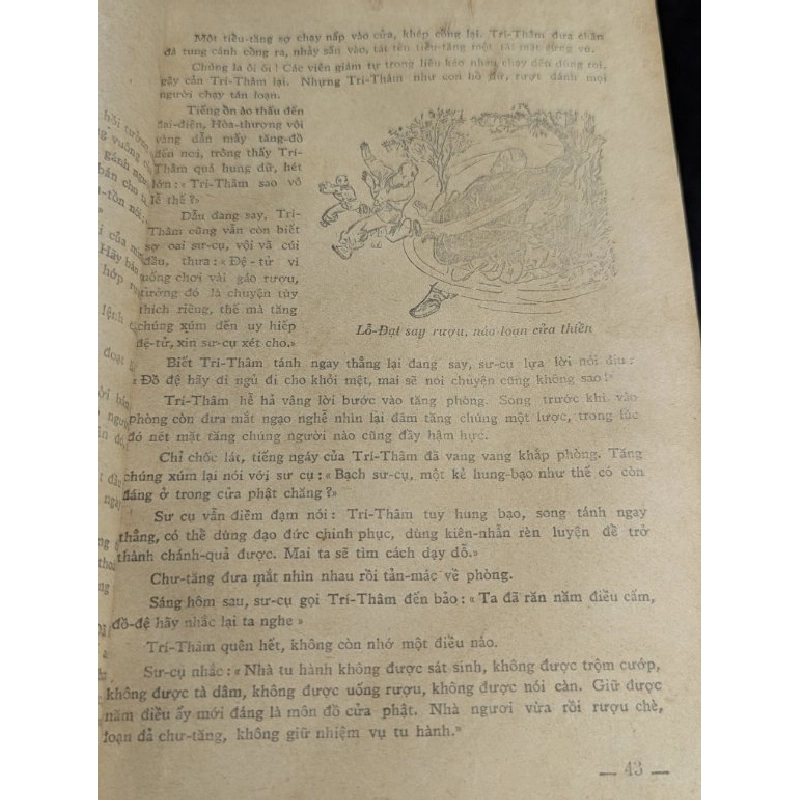 Một tiểu-tăng sợ chạy nấp vào cửa, khép cổng lại. Trí-Thâm đưa chân
đá tung cánh cổng ra, nhảy sấn vào, tát tên tiểu-tăng một tát mặt sưng vù.
Chúng la ôi ối! Các viên giám tự trong liêu kéo nhau chạy đến đông rồi,
gậy cản Trí-Thâm lại. Nhưng Trí-Thâm như con hổ dữ, rượt đánh mọi
người chạy tán loạn.
Tiếng ồn ào thấu đến
đại-điện, Hòa-thượng vội
vàng dẫn mấy tăng-đồ
đến nơi, trông thấy Trí-
Thâm quá hung dữ, hét
lớn: « Trí-Thâm sao vô
lễ thế?»
Dẫu đang say, Trí-
Thâm cũng vẫn còn biết
sợ oai sư-cụ, vội vã cúi
đầu, thưa: « Đệ-tử vì
uống chơi vài gáo rượu,
tưởng đó là chuyện tùy
thích riêng, thế mà tăng
chúng xúm đến uy hiếp
đệ-tử, xin sư-cụ xét cho.»
Lỗ-Đạt say rượu, náo-loạn cửa thiền
Biết Trí-Thâm tánh ngay thẳng lại đang say, sư-cụ lựa lời nói dịu:
« Đồ đệ hãy đi ngủ đi cho khỏi mệt, mai sẽ nói chuyện cũng không sao!»
Trí-Thâm hể hả vâng lời bước vào tăng phòng. Song trước khi vào
phòng còn đưa mắt ngạo nghễ nhìn lại đám tăng chúng một lược, trong lúc
đó nét mặt tăng chúng người nào cũng đầy hậm hực.
Chỉ chốc lát, tiếng ngáy của Trí-Thâm đã vang vang khắp phòng. Tăng
chúng xúm lại nói với sư cụ: « Bạch sư-cụ, một kẻ hung-bạo như thế có còn
đáng ở trong cửa phật chăng?»
Sư cụ vẫn điềm đạm nói: Trí-Thâm tuy hung bạo, song tánh ngay
thẳng, có thể dùng đạo đức chinh phục, dùng kiên-nhẫn rèn luyện để trở
thành chánh-quả được. Mai ta sẽ tìm cách dạy dỗ.»
Chư-tăng đưa mắt nhìn nhau rồi tản-mác về phòng.
Sáng hôm sau, sư-cụ gọi Trí-Thâm đến bảo: « Ta đã răn năm điều cấm,
đồ-đệ hãy nhắc lại ta nghe »
Trí-Thâm quên hết, không còn nhớ một điều nào.
Sư-cụ nhắc: « Nhà tu hành không được sát sinh, không được trộm cướp,
không được tà dâm, không được uống rượu, không được nói càn. Giữ được
năm điều ấy mới đáng là môn đồ cửa phật. Nhà ngươi vừa rồi rượu chè,
loạn đả chư-tăng, không giữ nhiệm vụ tu hành.»
— 43 —